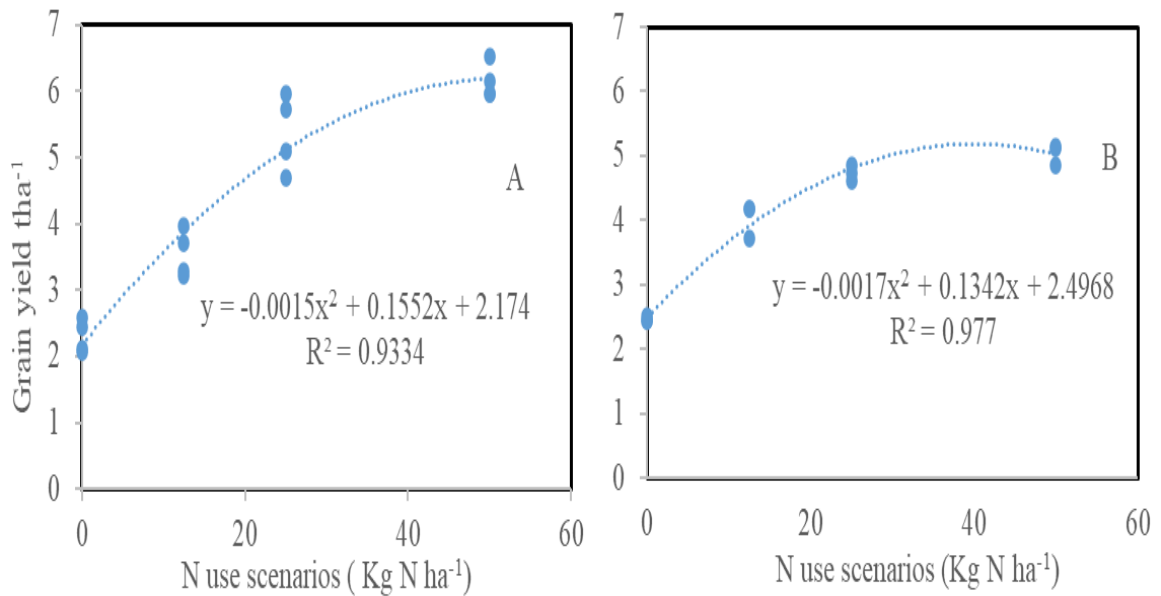 Grain yield tha⁻¹
7
6
5
4
3
2
1
0
A
y = -0.0015x² + 0.1552x + 2.174
R² = 0.9334
0 20 40 60
N use scenarios ( Kg N ha⁻¹)
7
6
5
4
3
2
1
0
B
y = -0.0017x² + 0.1342x + 2.4968
R² = 0.977
0 20 40 60
N use scenarios (Kg N ha⁻¹)